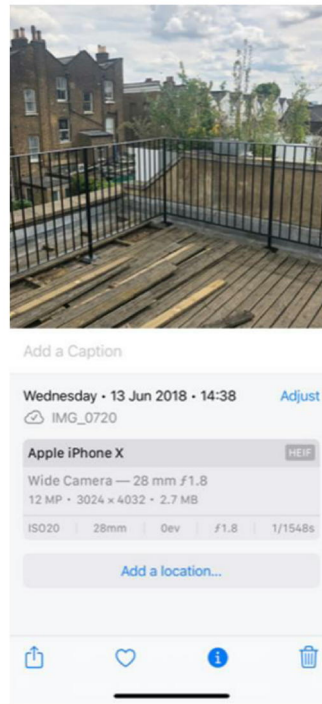 Add a Caption
Wednesday • 13 Jun 2018 • 14:38 Adjust
IMG_0720
Apple iPhone X HEIF
Wide Camera — 28 mm ƒ1.8
12 MP • 3024 × 4032 • 2.7 MB
ISO20 28mm 0ev ƒ1.8 1/1548s
Add a location...